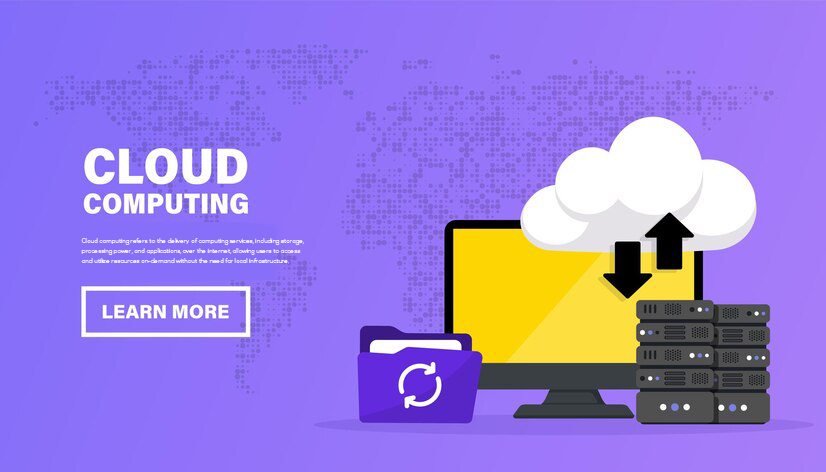 CLOUD
COMPUTING
Cloud computing refers to the delivery of computing services, including storage,
processing power, and applications, over the internet, allowing users to access
and utilize resources on-demand without the need for local infrastructure.
LEARN MORE